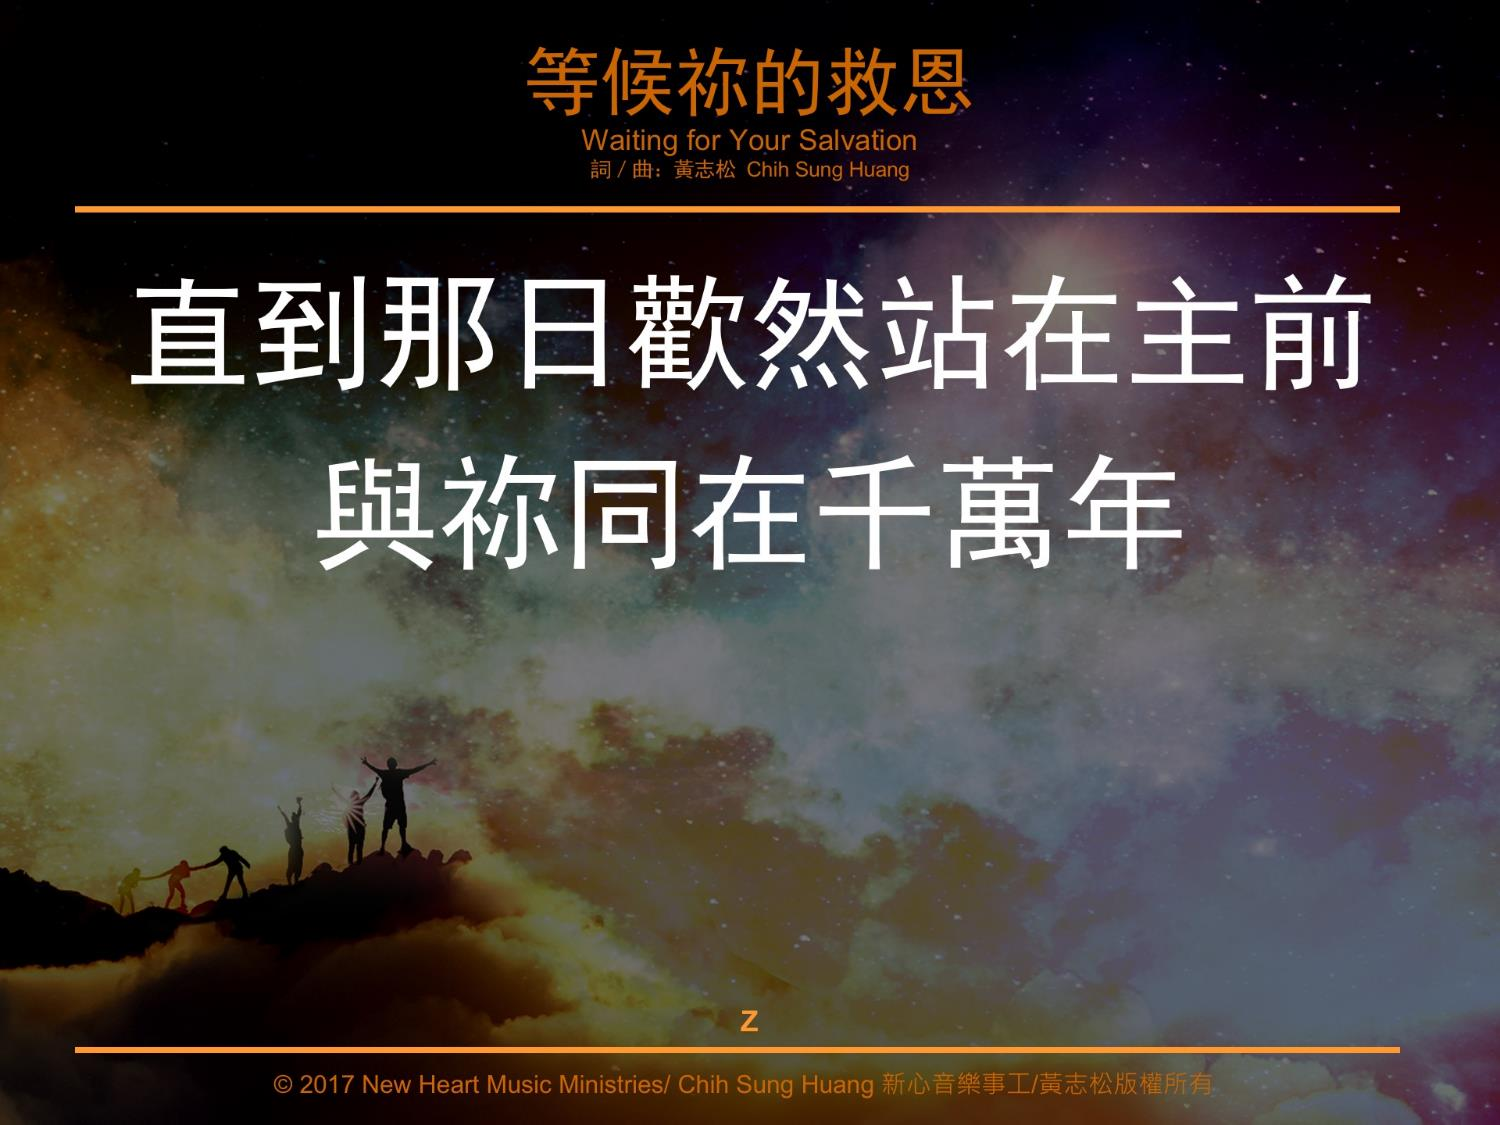 等候祢的救恩
Waiting for Your Salvation
詞 / 曲：黃志松 Chih Sung Huang
直到那日歡然站在主前
與祢同在千萬年
Z
© 2017 New Heart Music Ministries/ Chih Sung Huang 新心音樂事工/黃志松版權所有